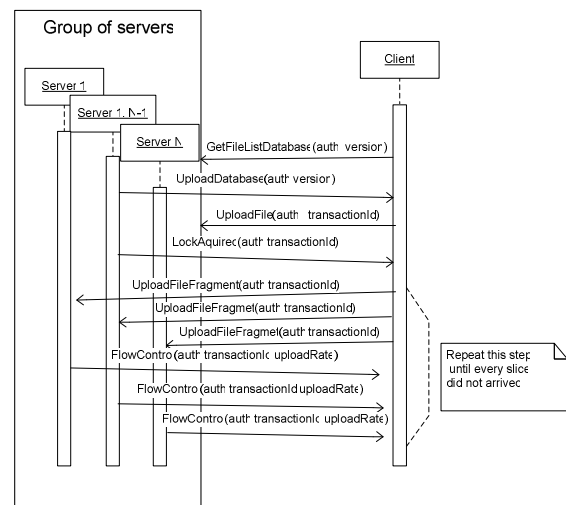 Group of servers
Client
Server 1
Server 1..N-1
Server N
GetFileListDatabase(auth version)
UploadDatabase(auth version)
UploadFile(auth transactionId)
LockAquired(auth transactionId)
UploadFileFragment(auth transactionId)
UploadFileFragmet(auth transactionId)
UploadFileFragmet(auth transactionId)
FlowControl(auth transactionId uploadRate)
FlowControl(auth transactionId uploadRate)
FlowControl(auth transactionId uploadRate)
Repeat this step
until every slice
did not arrived